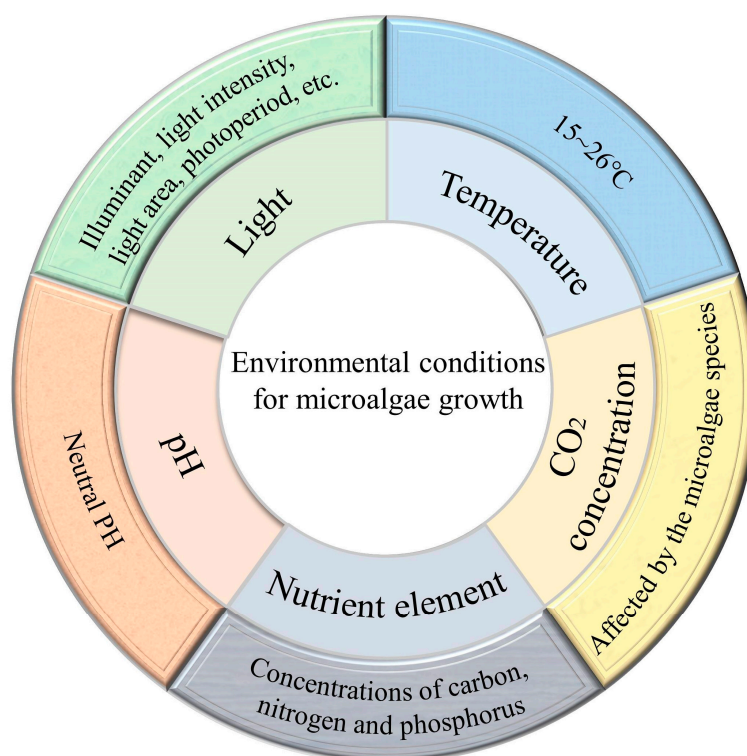 Environmental conditions
for microalgae growth
Light
Illuminant, light intensity,
light area, photoperiod, etc.
Temperature
15~26℃
CO₂
concentration
Affected by the microalgae species
Nutrient element
Concentrations of carbon,
nitrogen and phosphorus
pH
Neutral PH